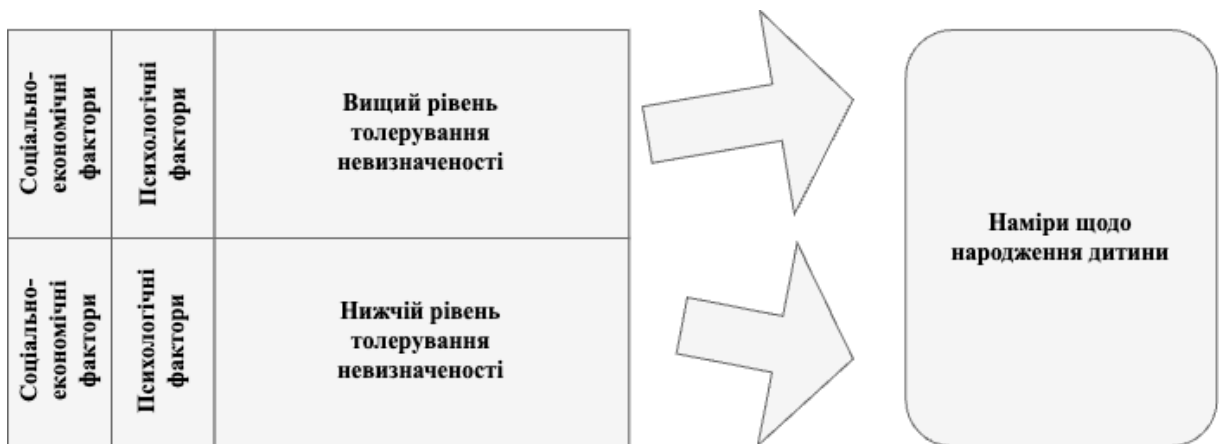 Соціально-
економічні
фактори
Психологічні
фактори
Вищий рівень
толерування
невизначеності
Соціально-
економічні
фактори
Психологічні
фактори
Нижчій рівень
толерування
невизначеності
Наміри щодо
народження дитини